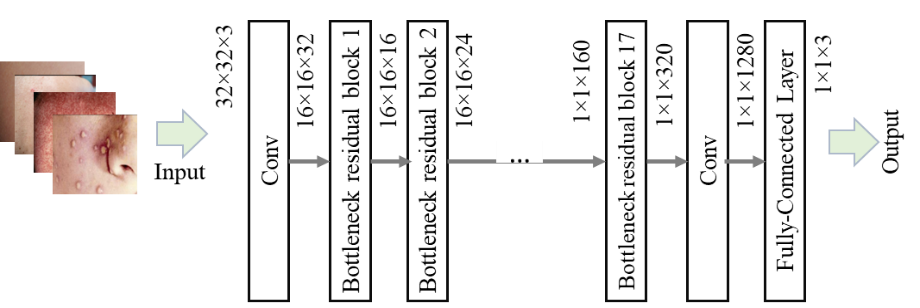 Input
32×32×3
Conv
16×16×32
Bottleneck residual block 1
16×16×16
Bottleneck residual block 2
16×16×24
...
1×1×160
Bottleneck residual block 17
1×1×320
Conv
1×1×1280
Fully-Connected Layer
1×1×3
Output